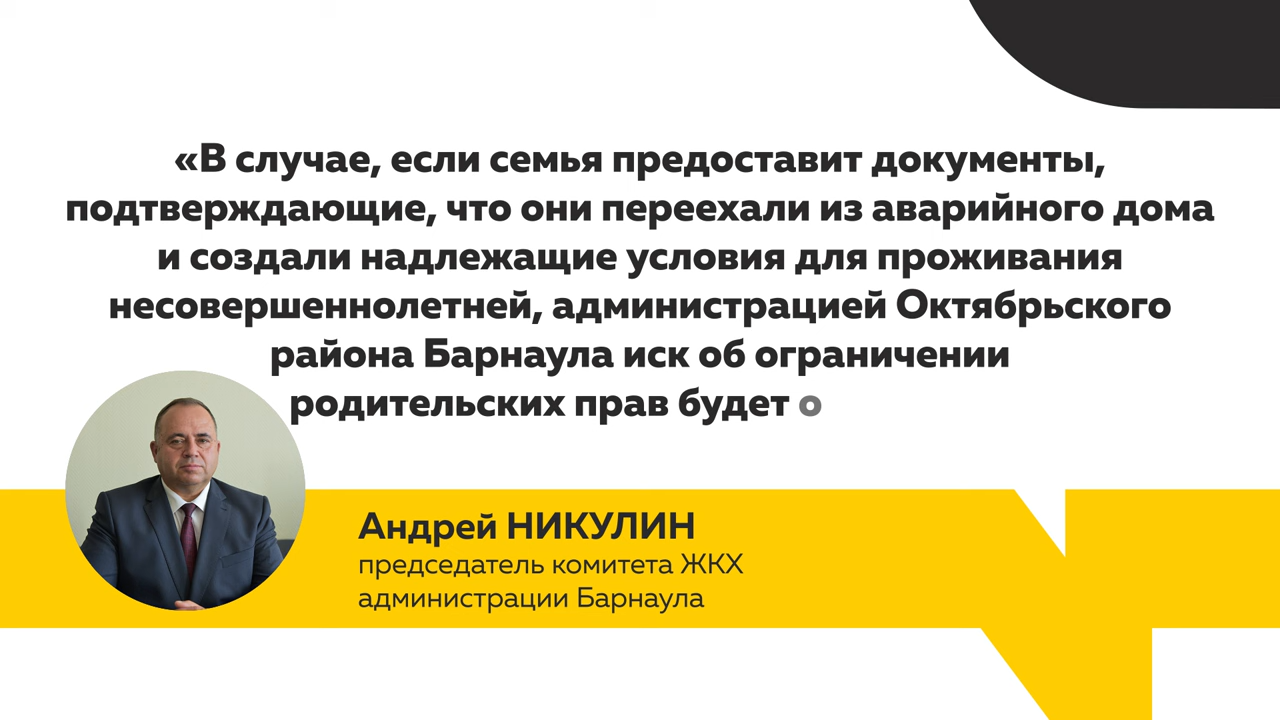 «В случае, если семья предоставит документы,
подтверждающие, что они переехали из аварийного дома
и создали надлежащие условия для проживания
несовершеннолетней, администрацией Октябрьского
района Барнаула иск об ограничении
родительских прав будет о
Андрей НИКУЛИН
председатель комитета ЖКХ
администрации Барнаула